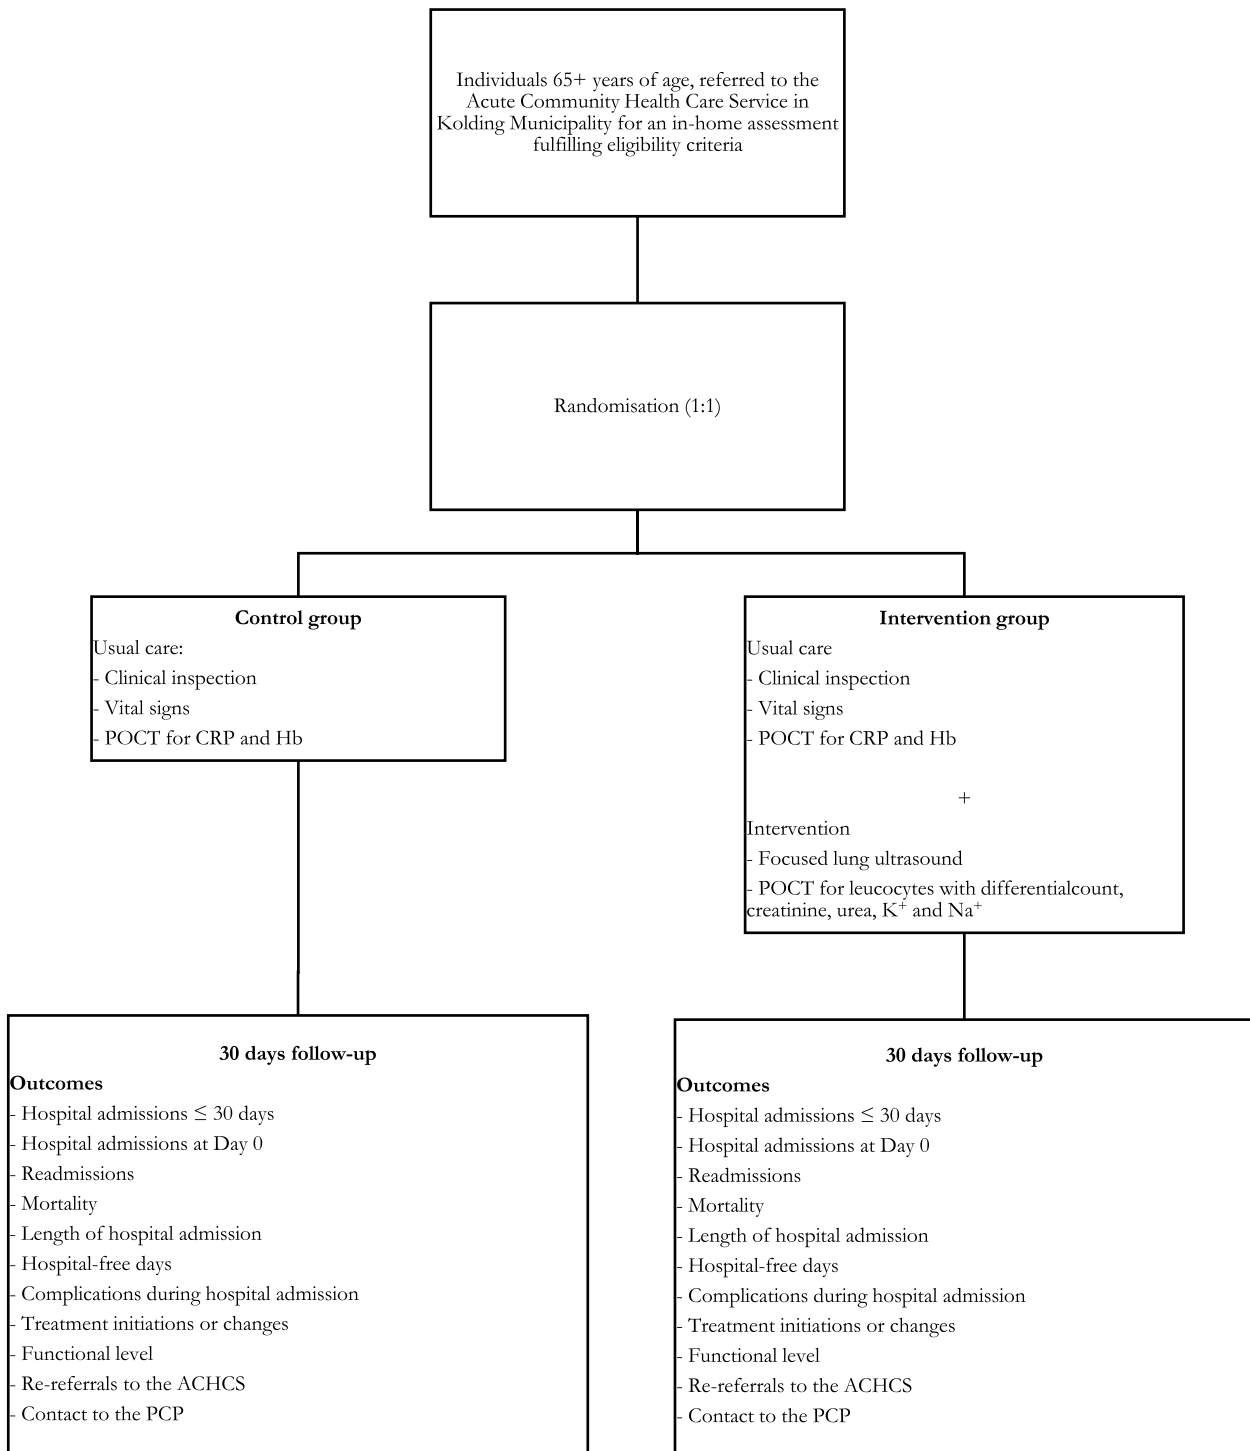 Individuals 65+ years of age, referred to the
Acute Community Health Care Service in
Kolding Municipality for an in-home assessment
fulfilling eligibility criteria
Randomisation (1:1)
Control group
Usual care:
- Clinical inspection
- Vital signs
- POCT for CRP and Hb
Intervention group
Usual care
- Clinical inspection
- Vital signs
- POCT for CRP and Hb
+
Intervention
- Focused lung ultrasound
- POCT for leucocytes with differentialcount,
creatinine, urea, K⁺ and Na⁺
30 days follow-up
Outcomes
- Hospital admissions ≤ 30 days
- Hospital admissions at Day 0
- Readmissions
- Mortality
- Length of hospital admission
- Hospital-free days
- Complications during hospital admission
- Treatment initiations or changes
- Functional level
- Re-referrals to the ACHCS
- Contact to the PCP
30 days follow-up
Outcomes
- Hospital admissions ≤ 30 days
- Hospital admissions at Day 0
- Readmissions
- Mortality
- Length of hospital admission
- Hospital-free days
- Complications during hospital admission
- Treatment initiations or changes
- Functional level
- Re-referrals to the ACHCS
- Contact to the PCP